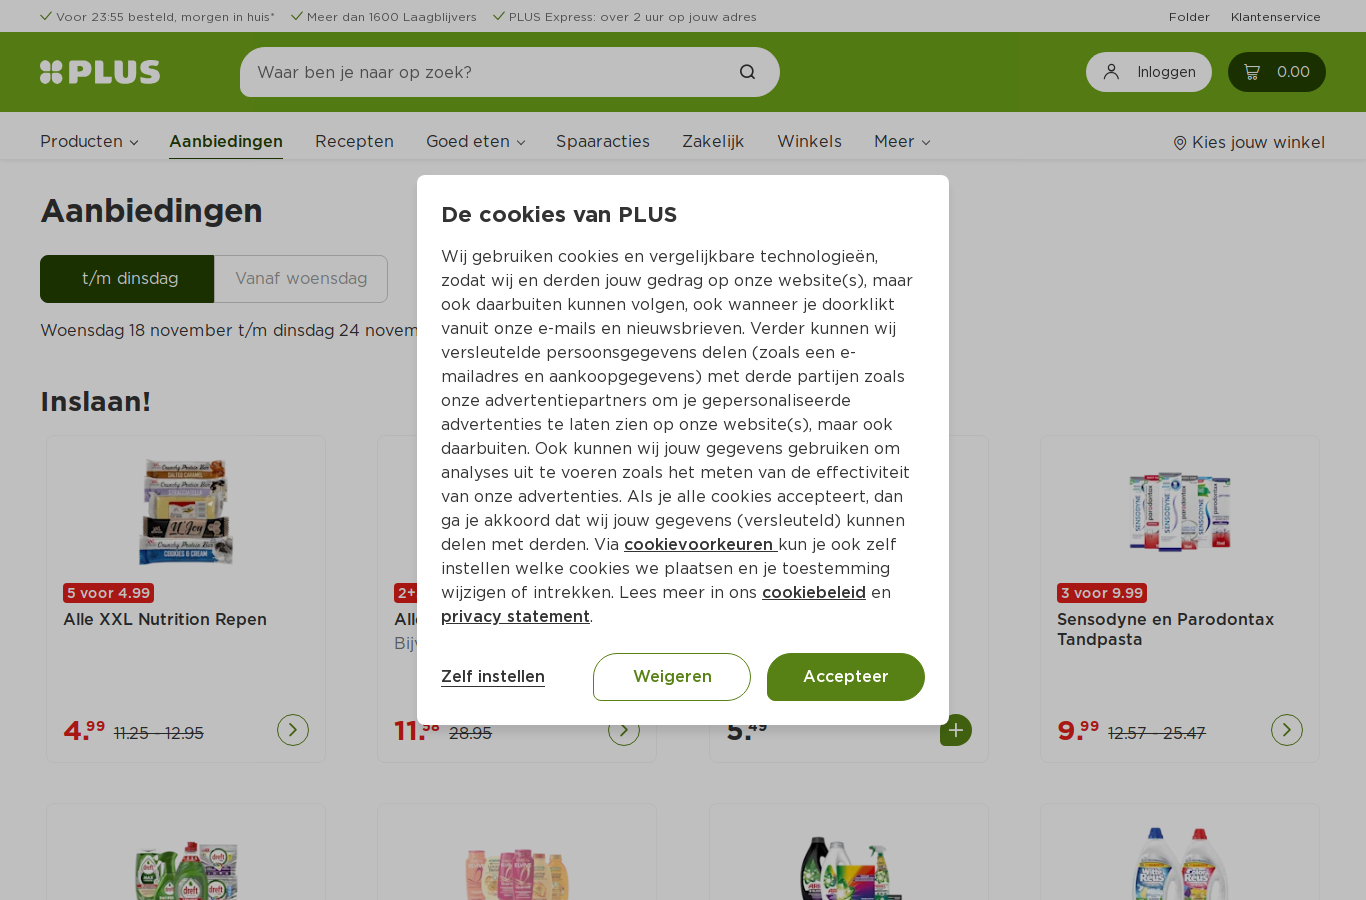 Voor 23:55 besteld, morgen in huis*
Meer dan 1600 Laagblijvers
PLUS Express: over 2 uur op jouw adres
Folder
Klantenservice
PLUS
Waar ben je naar op zoek?
Inloggen
0.00
Producten
Aanbiedingen
Recepten
Goed eten
Spaaracties
Zakelijk
Winkels
Meer
Kies jouw winkel
Aanbiedingen
t/m dinsdag
Vanaf woensdag
Woensdag 18 november t/m dinsdag 24 novem
Inslaan!
De cookies van PLUS
Wij gebruiken cookies en vergelijkbare technologieën,
zodat wij en derden jouw gedrag op onze website(s), maar
ook daarbuiten kunnen volgen, ook wanneer je doorklikt
vanuit onze e-mails en nieuwsbrieven. Verder kunnen wij
versleutelde persoonsgegevens delen (zoals een e-
mailadres en aankoopgegevens) met derde partijen zoals
onze advertentiepartners om je gepersonaliseerde
advertenties te laten zien op onze website(s), maar ook
daarbuiten. Ook kunnen wij jouw gegevens gebruiken om
analyses uit te voeren zoals het meten van de effectiviteit
van onze advertenties. Als je alle cookies accepteert, dan
ga je akkoord dat wij jouw gegevens (versleuteld) kunnen
delen met derden. Via cookievoorkeuren kun je ook zelf
instellen welke cookies we plaatsen en je toestemming
wijzigen of intrekken. Lees meer in ons cookiebeleid en
privacy statement.
Zelf instellen
Weigeren
Accepteer
5 voor 4.99
Alle XXL Nutrition Repen
4.99 11.25 - 12.95
2+
Alle
Bijv
11.58 28.95
5.49
3 voor 9.99
Sensodyne en Parodontax
Tandpasta
9.99 12.57 - 25.47